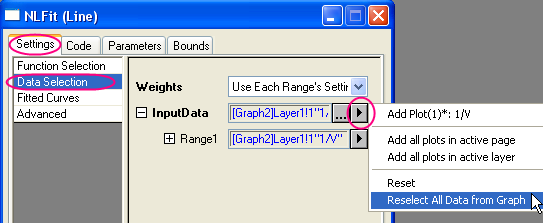 NLFit (Line)
Settings
Code
Parameters
Bounds
Function Selection
Data Selection
Fitted Curves
Advanced
Weights
Use Each Range's Settin
InputData
[Graph2]Layer1!1"1/
...
Range1
[Graph2]Layer1!1"1/V"
Add Plot(1)*: 1/V
Add all plots in active page
Add all plots in active layer
Reset
Reselect All Data from Graph